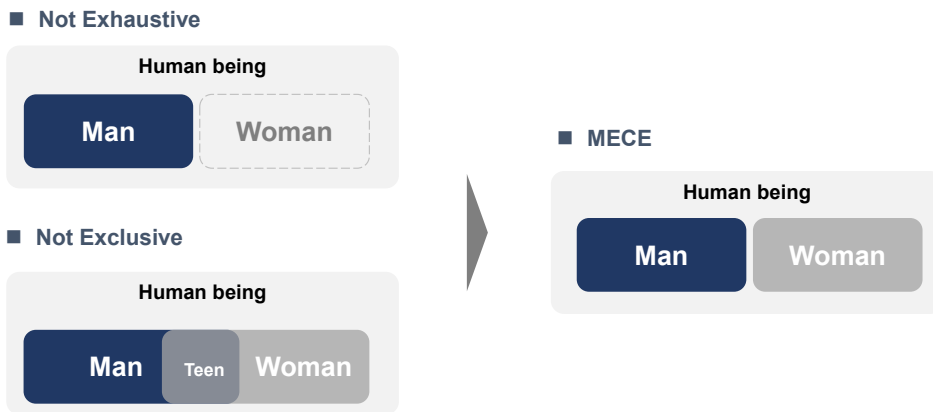 Not Exhaustive
Human being
Man Woman
Not Exclusive
Human being
Man Teen Woman
MECE
Human being
Man Woman